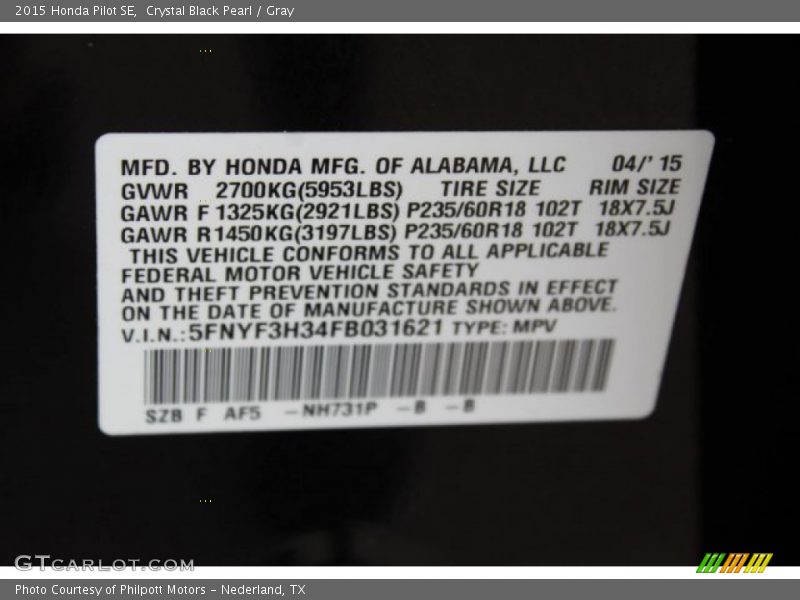 2015 Honda Pilot SE,  Crystal Black Pearl / Gray
MFD. BY HONDA MFG. OF ALABAMA, LLC 04/' 15
GVWR 2700KG(5953LBS) TIRE SIZE RIM SIZE
GAWR F 1325KG(2921LBS) P235/60R18 102T 18X7.5J
GAWR R 1450KG(3197LBS) P235/60R18 102T 18X7.5J
THIS VEHICLE CONFORMS TO ALL APPLICABLE
FEDERAL MOTOR VEHICLE SAFETY
AND THEFT PREVENTION STANDARDS IN EFFECT
ON THE DATE OF MANUFACTURE SHOWN ABOVE.
V.I.N.:5FNYF3H34FB031621 TYPE: MPV
SZB F AF5 -NH731P -B -B
GTCARLOT.COM
Photo Courtesy of Philpott Motors - Nederland, TX